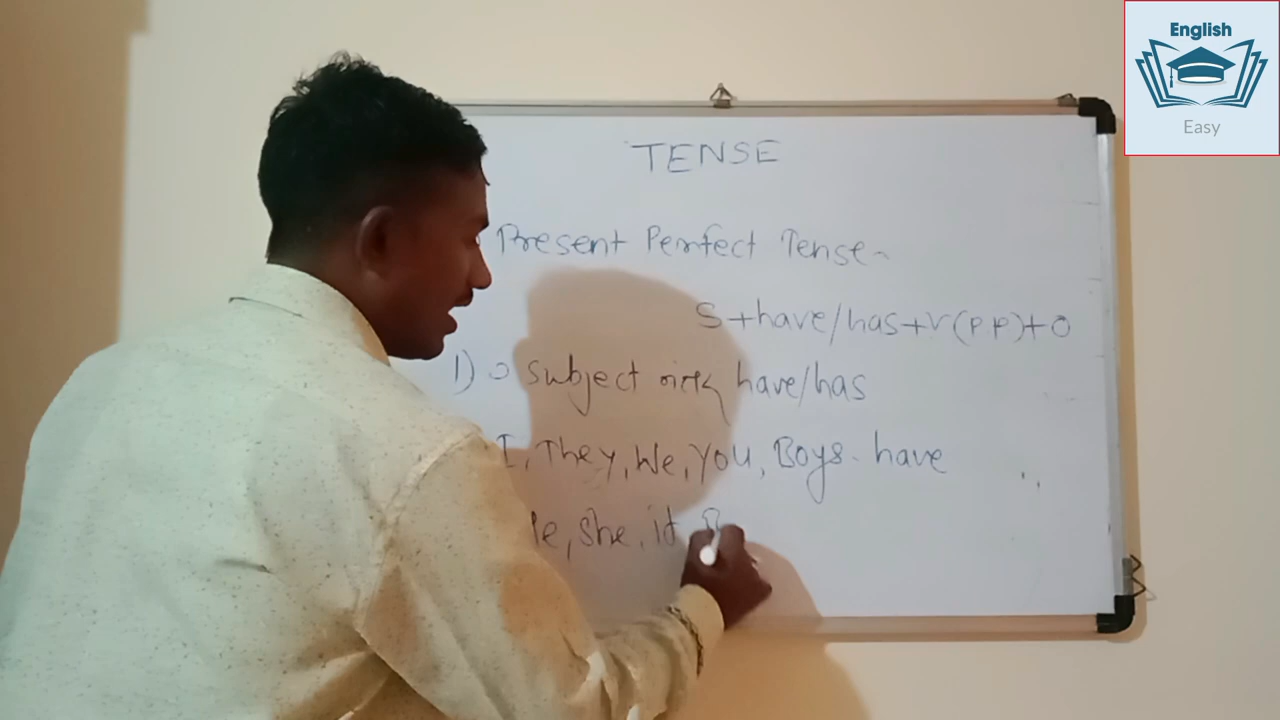 English
Easy
TENSE
Present Perfect Tense
S+have/has+V(PP)+O
1) subject have/has
I, They, We, You, Boys - have
He, She, it